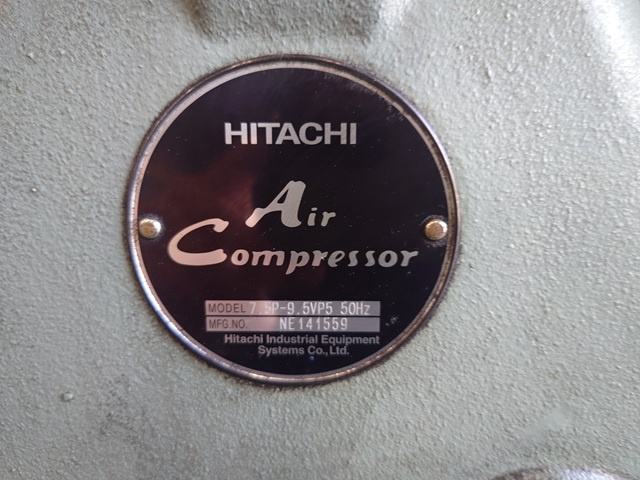 HITACHI
Air
Compressor
MODEL 7.5P-9.5VP5 50Hz
MFG.NO. NE141559
Hitachi Industrial Equipment
Systems Co., Ltd.